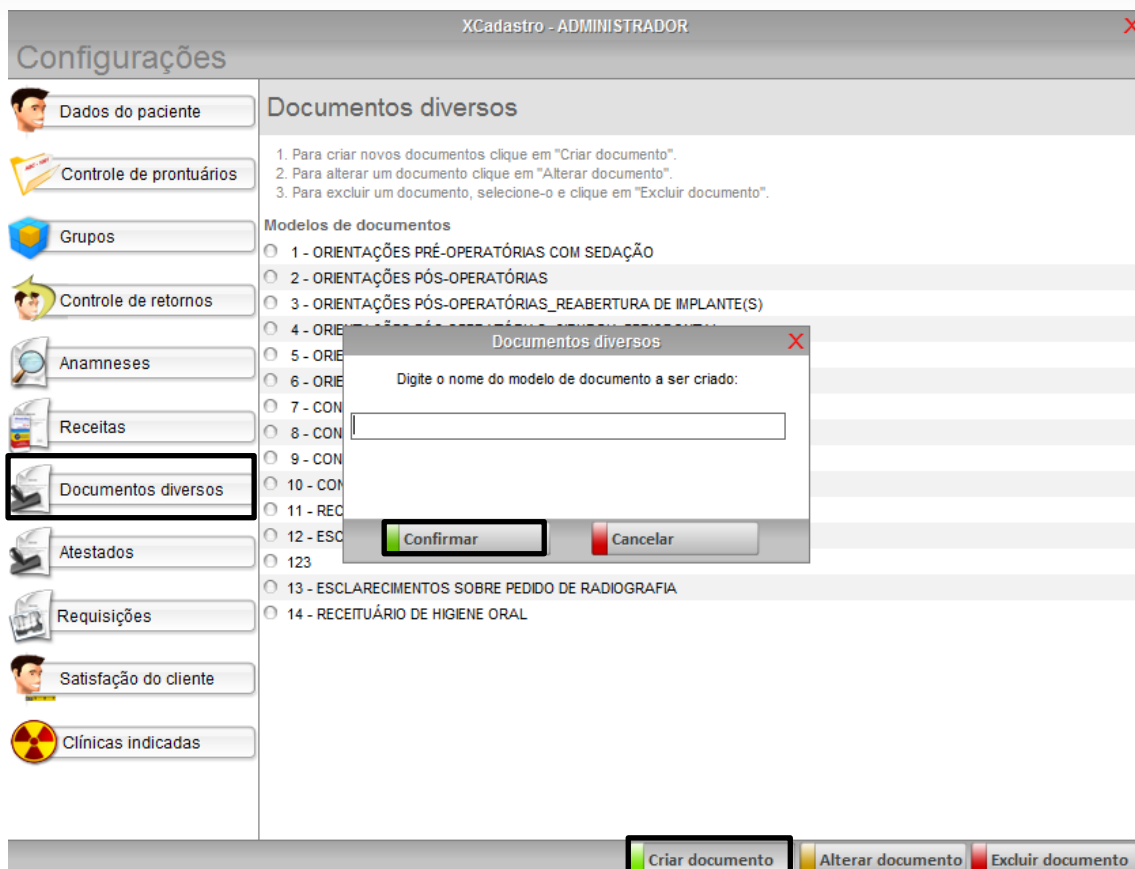 XCadastro - ADMINISTRADOR
X
Configurações
Dados do paciente
Controle de prontuários
Grupos
Controle de retornos
Anamneses
Receitas
Documentos diversos
Atestados
Requisições
Satisfação do cliente
Clínicas indicadas
Documentos diversos
1. Para criar novos documentos clique em "Criar documento".
2. Para alterar um documento clique em "Alterar documento".
3. Para excluir um documento, selecione-o e clique em "Excluir documento".
Modelos de documentos
1 - ORIENTAÇÕES PRÉ-OPERATÓRIAS COM SEDAÇÃO
2 - ORIENTAÇÕES PÓS-OPERATÓRIAS
3 - ORIENTAÇÕES PÓS-OPERATÓRIAS_REABERTURA DE IMPLANTE(S)
4 - ORIE
5 - ORIE
6 - ORIE
7 - CON
8 - CON
9 - CON
10 - CON
11 - REC
12 - ESC
123
13 - ESCLARECIMENTOS SOBRE PEDIDO DE RADIOGRAFIA
14 - RECEITUÁRIO DE HIGIENE ORAL
Documentos diversos
X
Digite o nome do modelo de documento a ser criado:
Confirmar
Cancelar
Criar documento
Alterar documento
Excluir documento